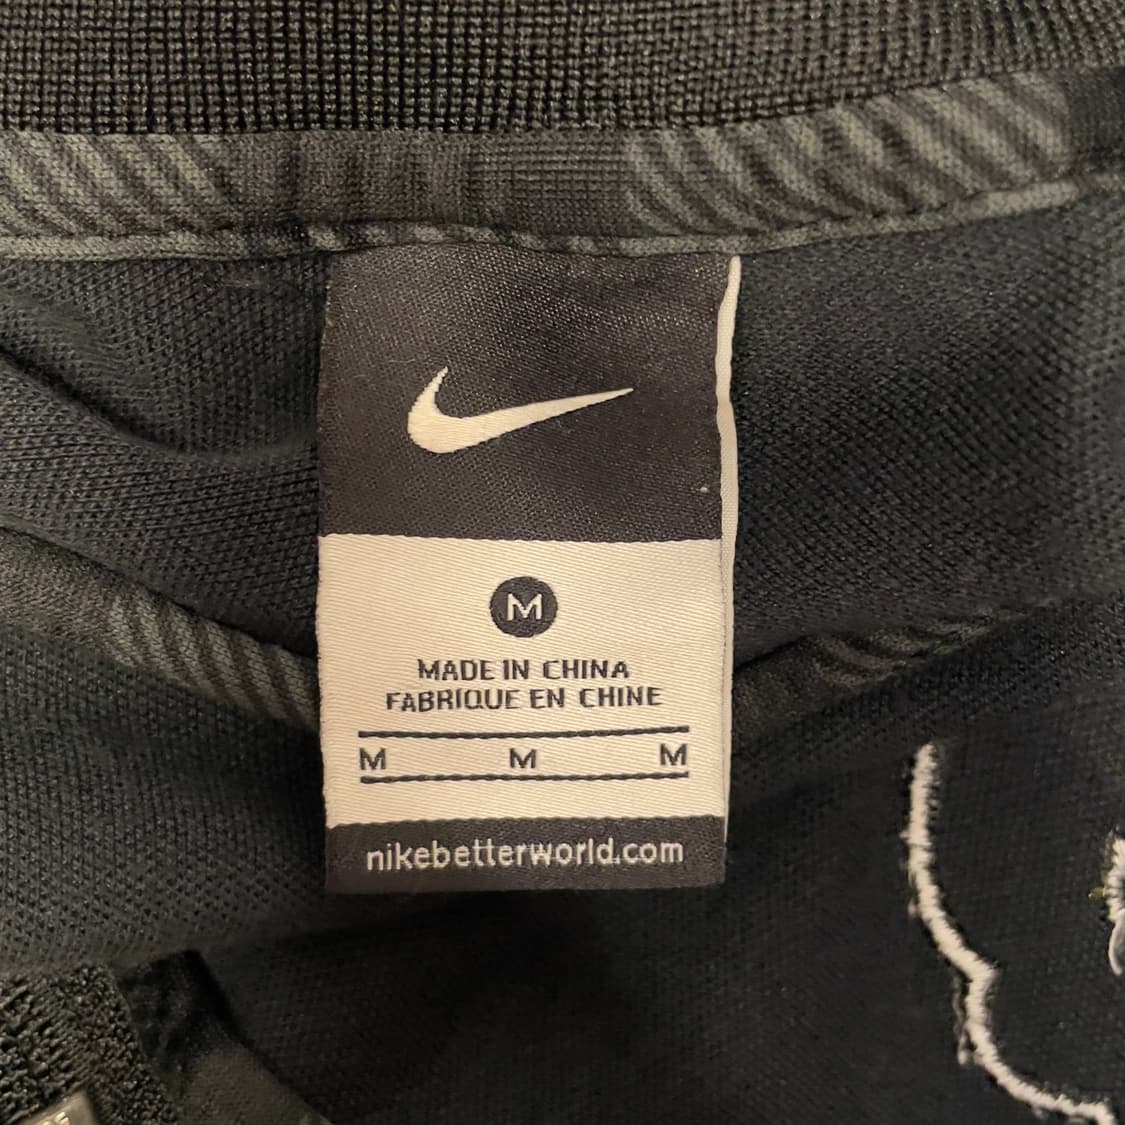 M
MADE IN CHINA
FABRIQUE EN CHINE
M M M
nikebetterworld.com